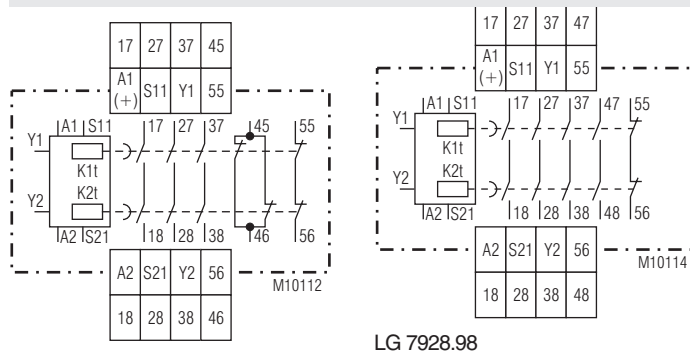 17 27 37 45
A1 (+) S11 Y1 55
A1 S11 17 27 37 45 55
Y1
K1t
K2t
Y2
A2 S21 18 28 38 46 56
A2 S21 Y2 56
M10112
18 28 38 46
17 27 37 47
A1 (+) S11 Y1 55
A1 S11 17 27 37 47 55
Y1
K1t
K2t
Y2
A2 S21 18 28 38 48 56
A2 S21 Y2 56
M10114
18 28 38 48
LG 7928.98